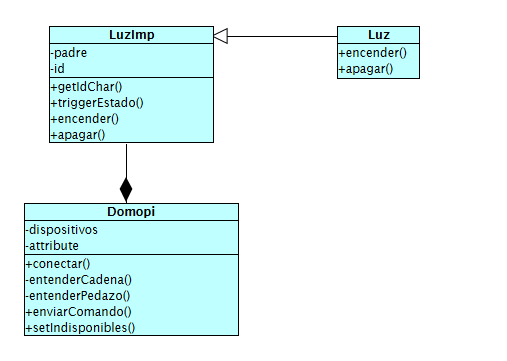 LuzImp
-padre
-id
+getIdChar()
+triggerEstado()
+encender()
+apagar()
Luz
+encender()
+apagar()
Domopi
-dispositivos
-attribute
+conectar()
-entenderCadena()
-entenderPedazo()
+enviarComando()
+setIndisponibles()